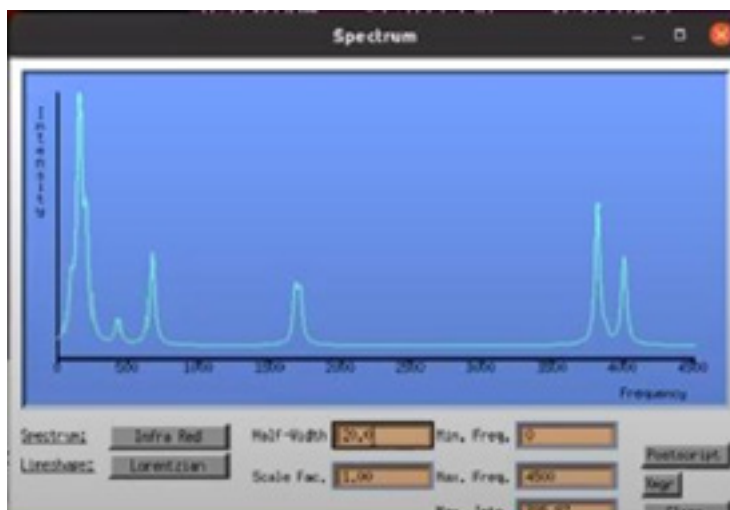 Spectrum
Intensity
0 500 1000 1500 2000 2500 3000 3500 4000 4500
Frequency
Spectrum: Infra Red Half-Width 20.0 Min. Freq. 0
Postscript
Lineshape: Lorentzian Scale Fac. 1.00 Max. Freq. 4500
Xmgr